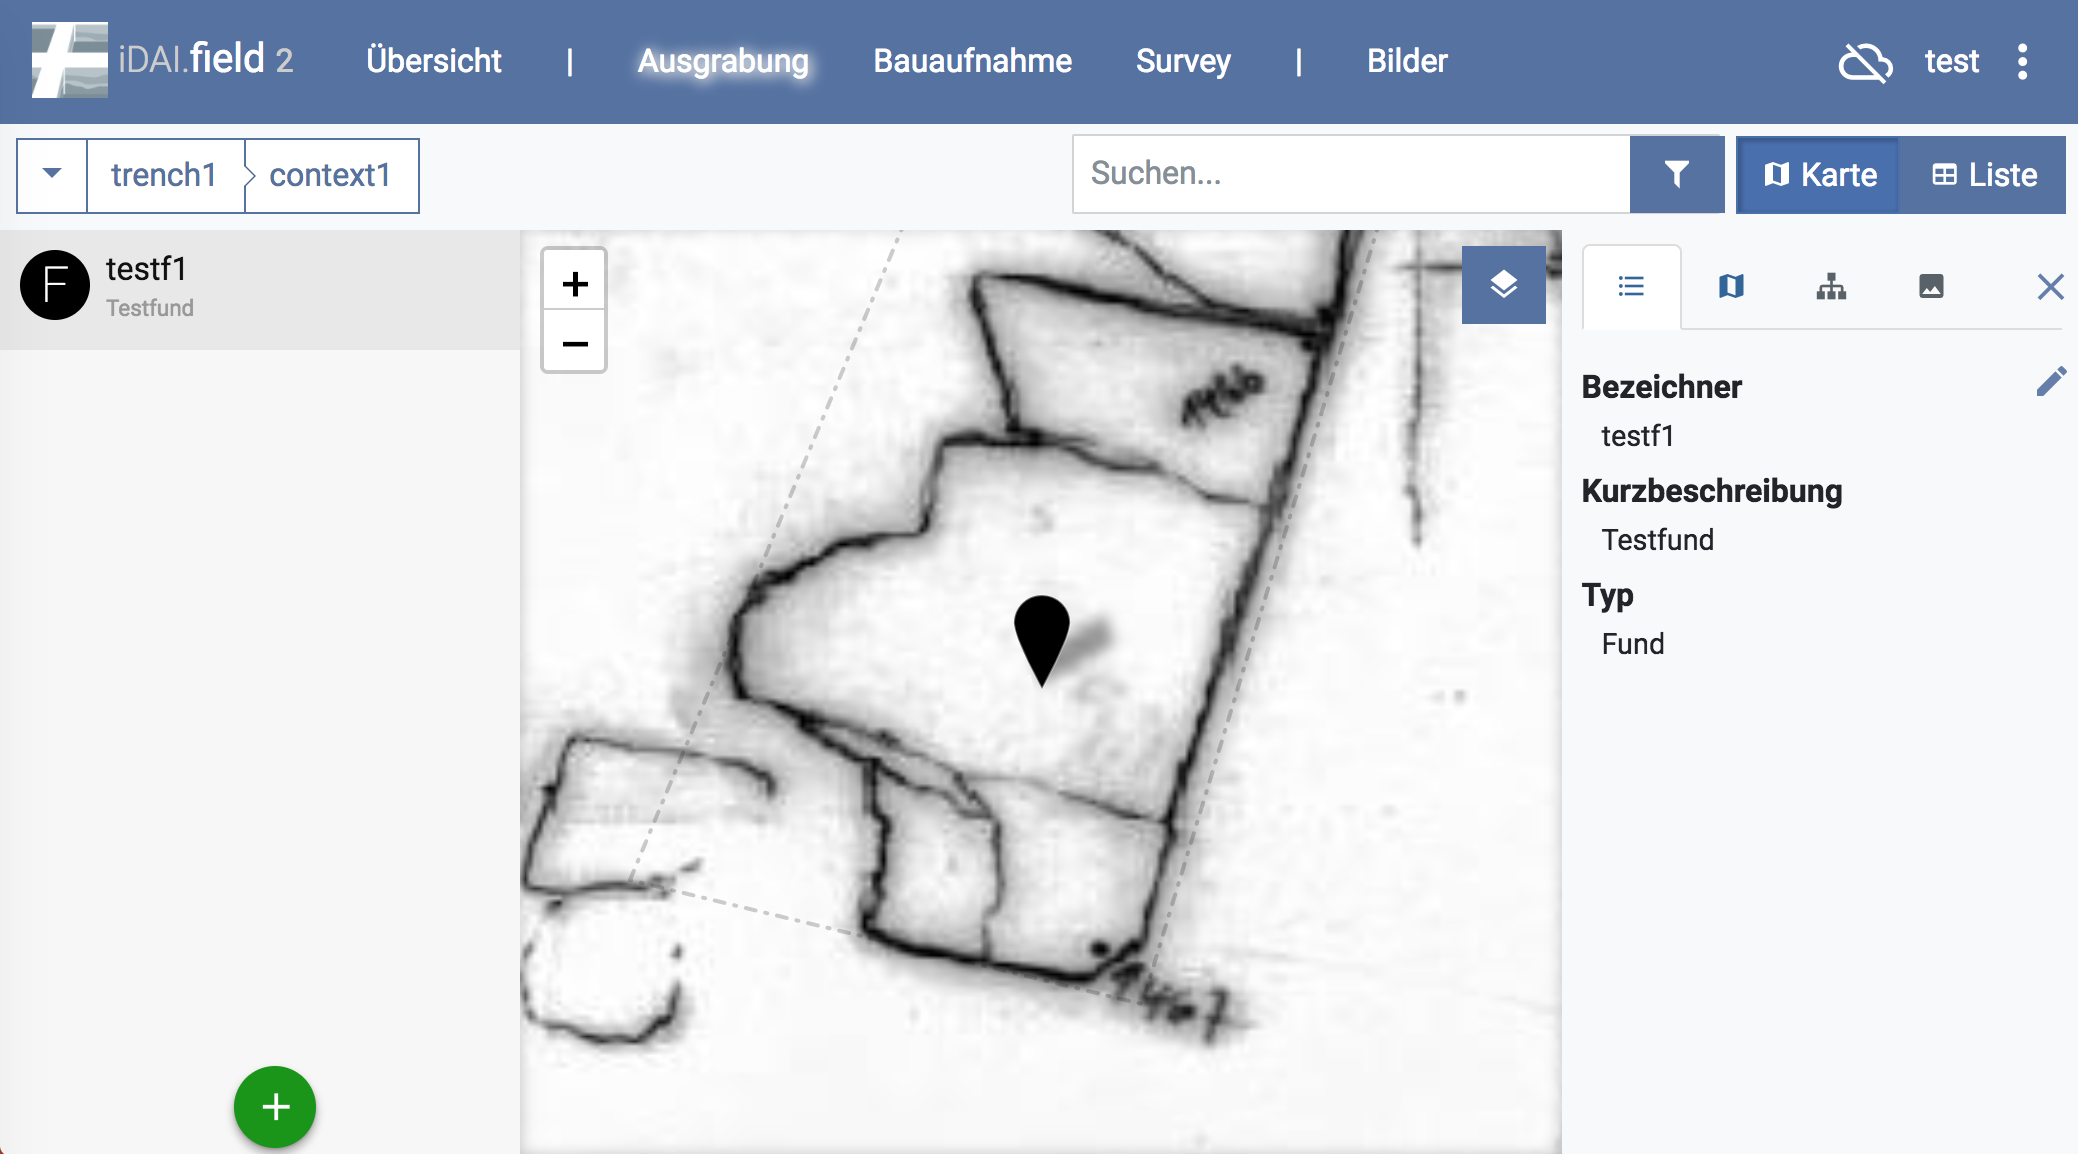 iDAI.field 2 Übersicht | Ausgrabung Bauaufnahme Survey | Bilder test
trench1 context1 Suchen... Karte Liste
F testf1
Testfund
+
−
Bezeichner
testf1
Kurzbeschreibung
Testfund
Typ
Fund
1467
+